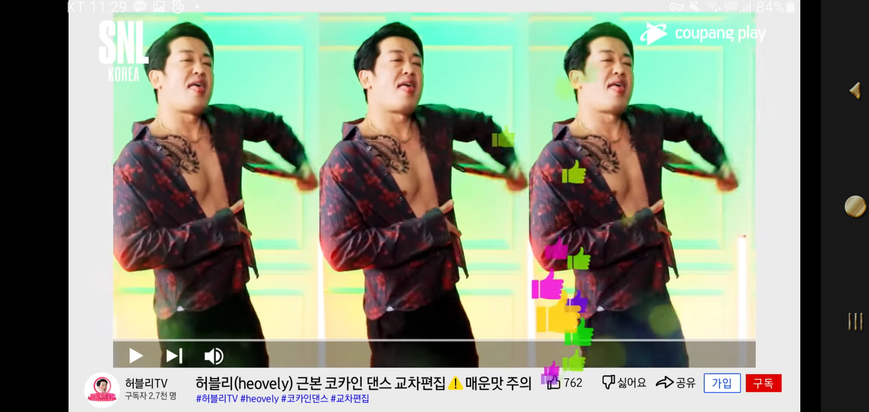 KT 11:29
84%
SNL
KOREA
coupang play
허블리TV
구독자 2.7천 명
허블리(heovely) 근본 코카인 댄스 교차편집 ⚠ 매운맛 주의
#허블리TV #heovely #코카인댄스 #교차편집
762
싫어요
공유
가입
구독